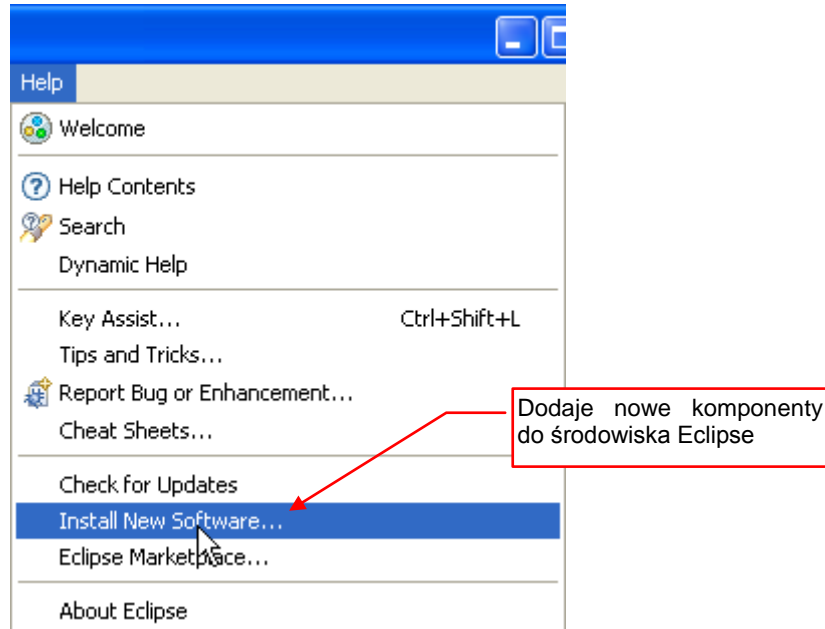 Help
Welcome
Help Contents
Search
Dynamic Help
Key Assist... Ctrl+Shift+L
Tips and Tricks...
Report Bug or Enhancement...
Cheat Sheets...
Dodaje nowe komponenty
do środowiska Eclipse
Check for Updates
Install New Software...
Eclipse Marketplace...
About Eclipse